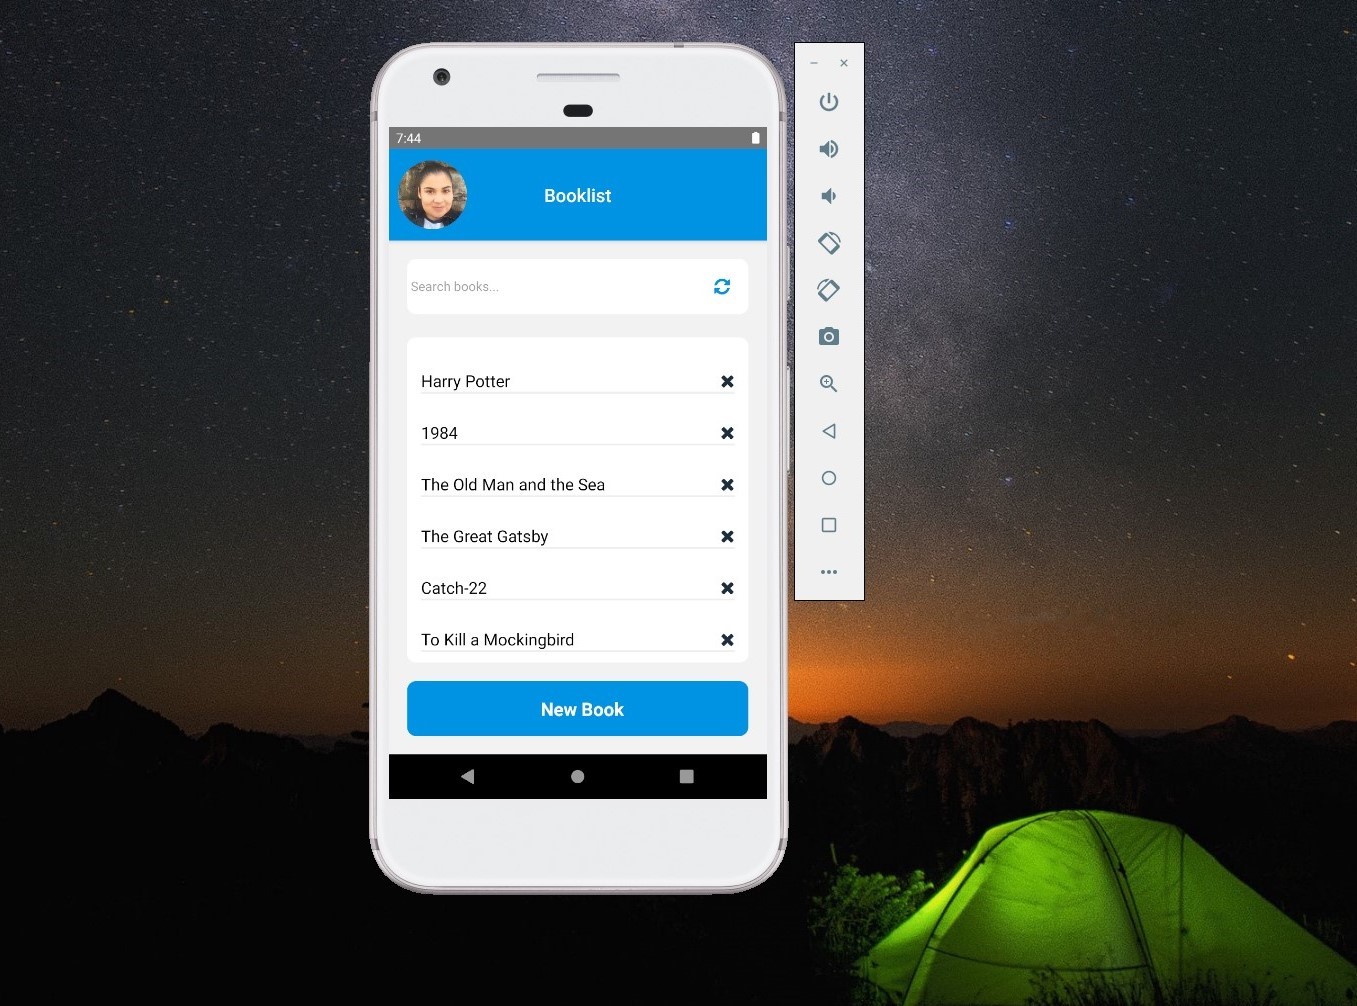 7:44
Booklist
Search books...
Harry Potter
1984
The Old Man and the Sea
The Great Gatsby
Catch-22
To Kill a Mockingbird
New Book